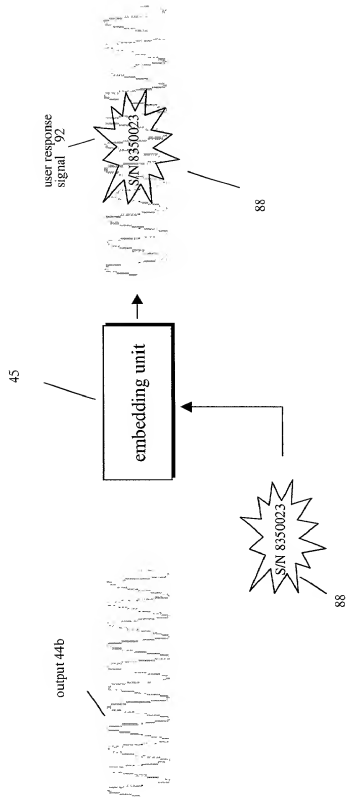 output 44b
S/N 8350023
88
45
embedding unit
user response
signal 92
S/N 8350023
88